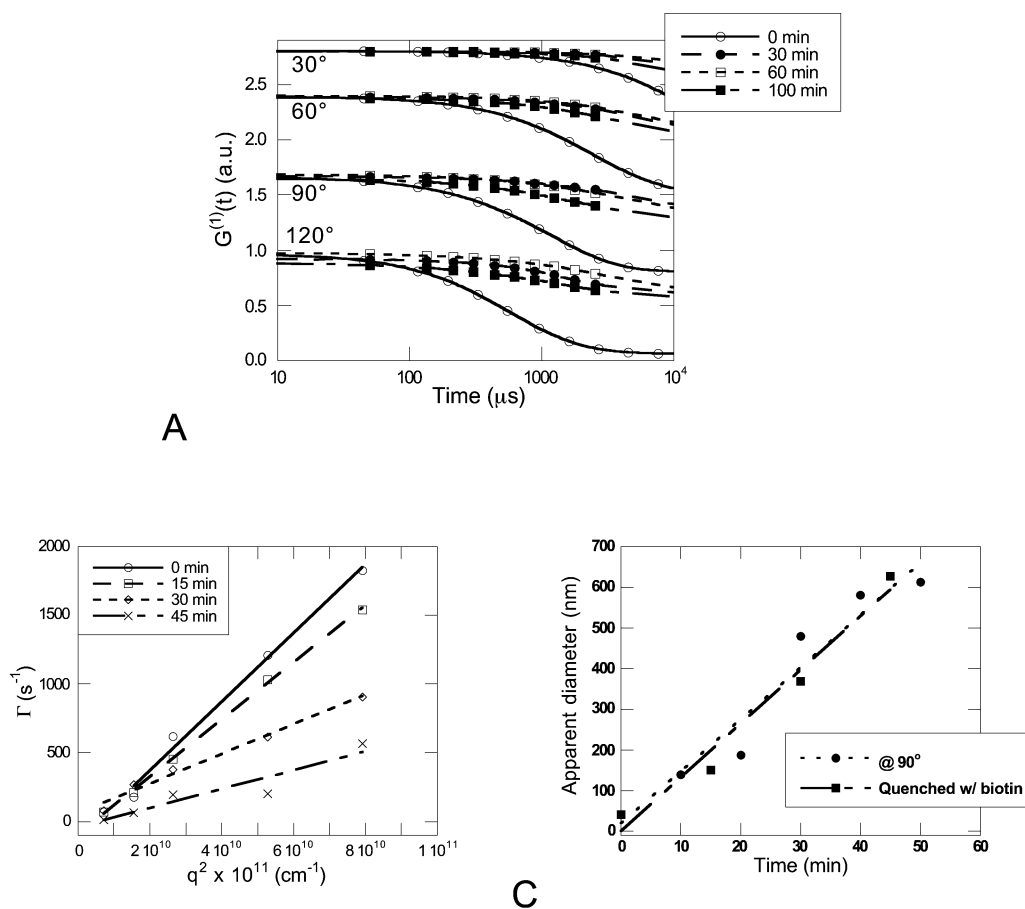 0 min
30 min
60 min
100 min
30°
60°
90°
120°
2.5
2.0
1.5
1.0
0.5
0.0
G(1)(t) (a.u.)
10 100 1000 10⁴
Time (μs)
A
2000
1500
1000
500
0
Γ (s⁻¹)
0 min
15 min
30 min
45 min
0 2 10¹⁰ 4 10¹⁰ 6 10¹⁰ 8 10¹⁰ 1 10¹¹
q² x 10¹¹ (cm⁻¹)
700
600
500
400
300
200
100
0
Apparent diameter (nm)
@ 90°
Quenched w/ biotin
0 10 20 30 40 50 60
Time (min)
C